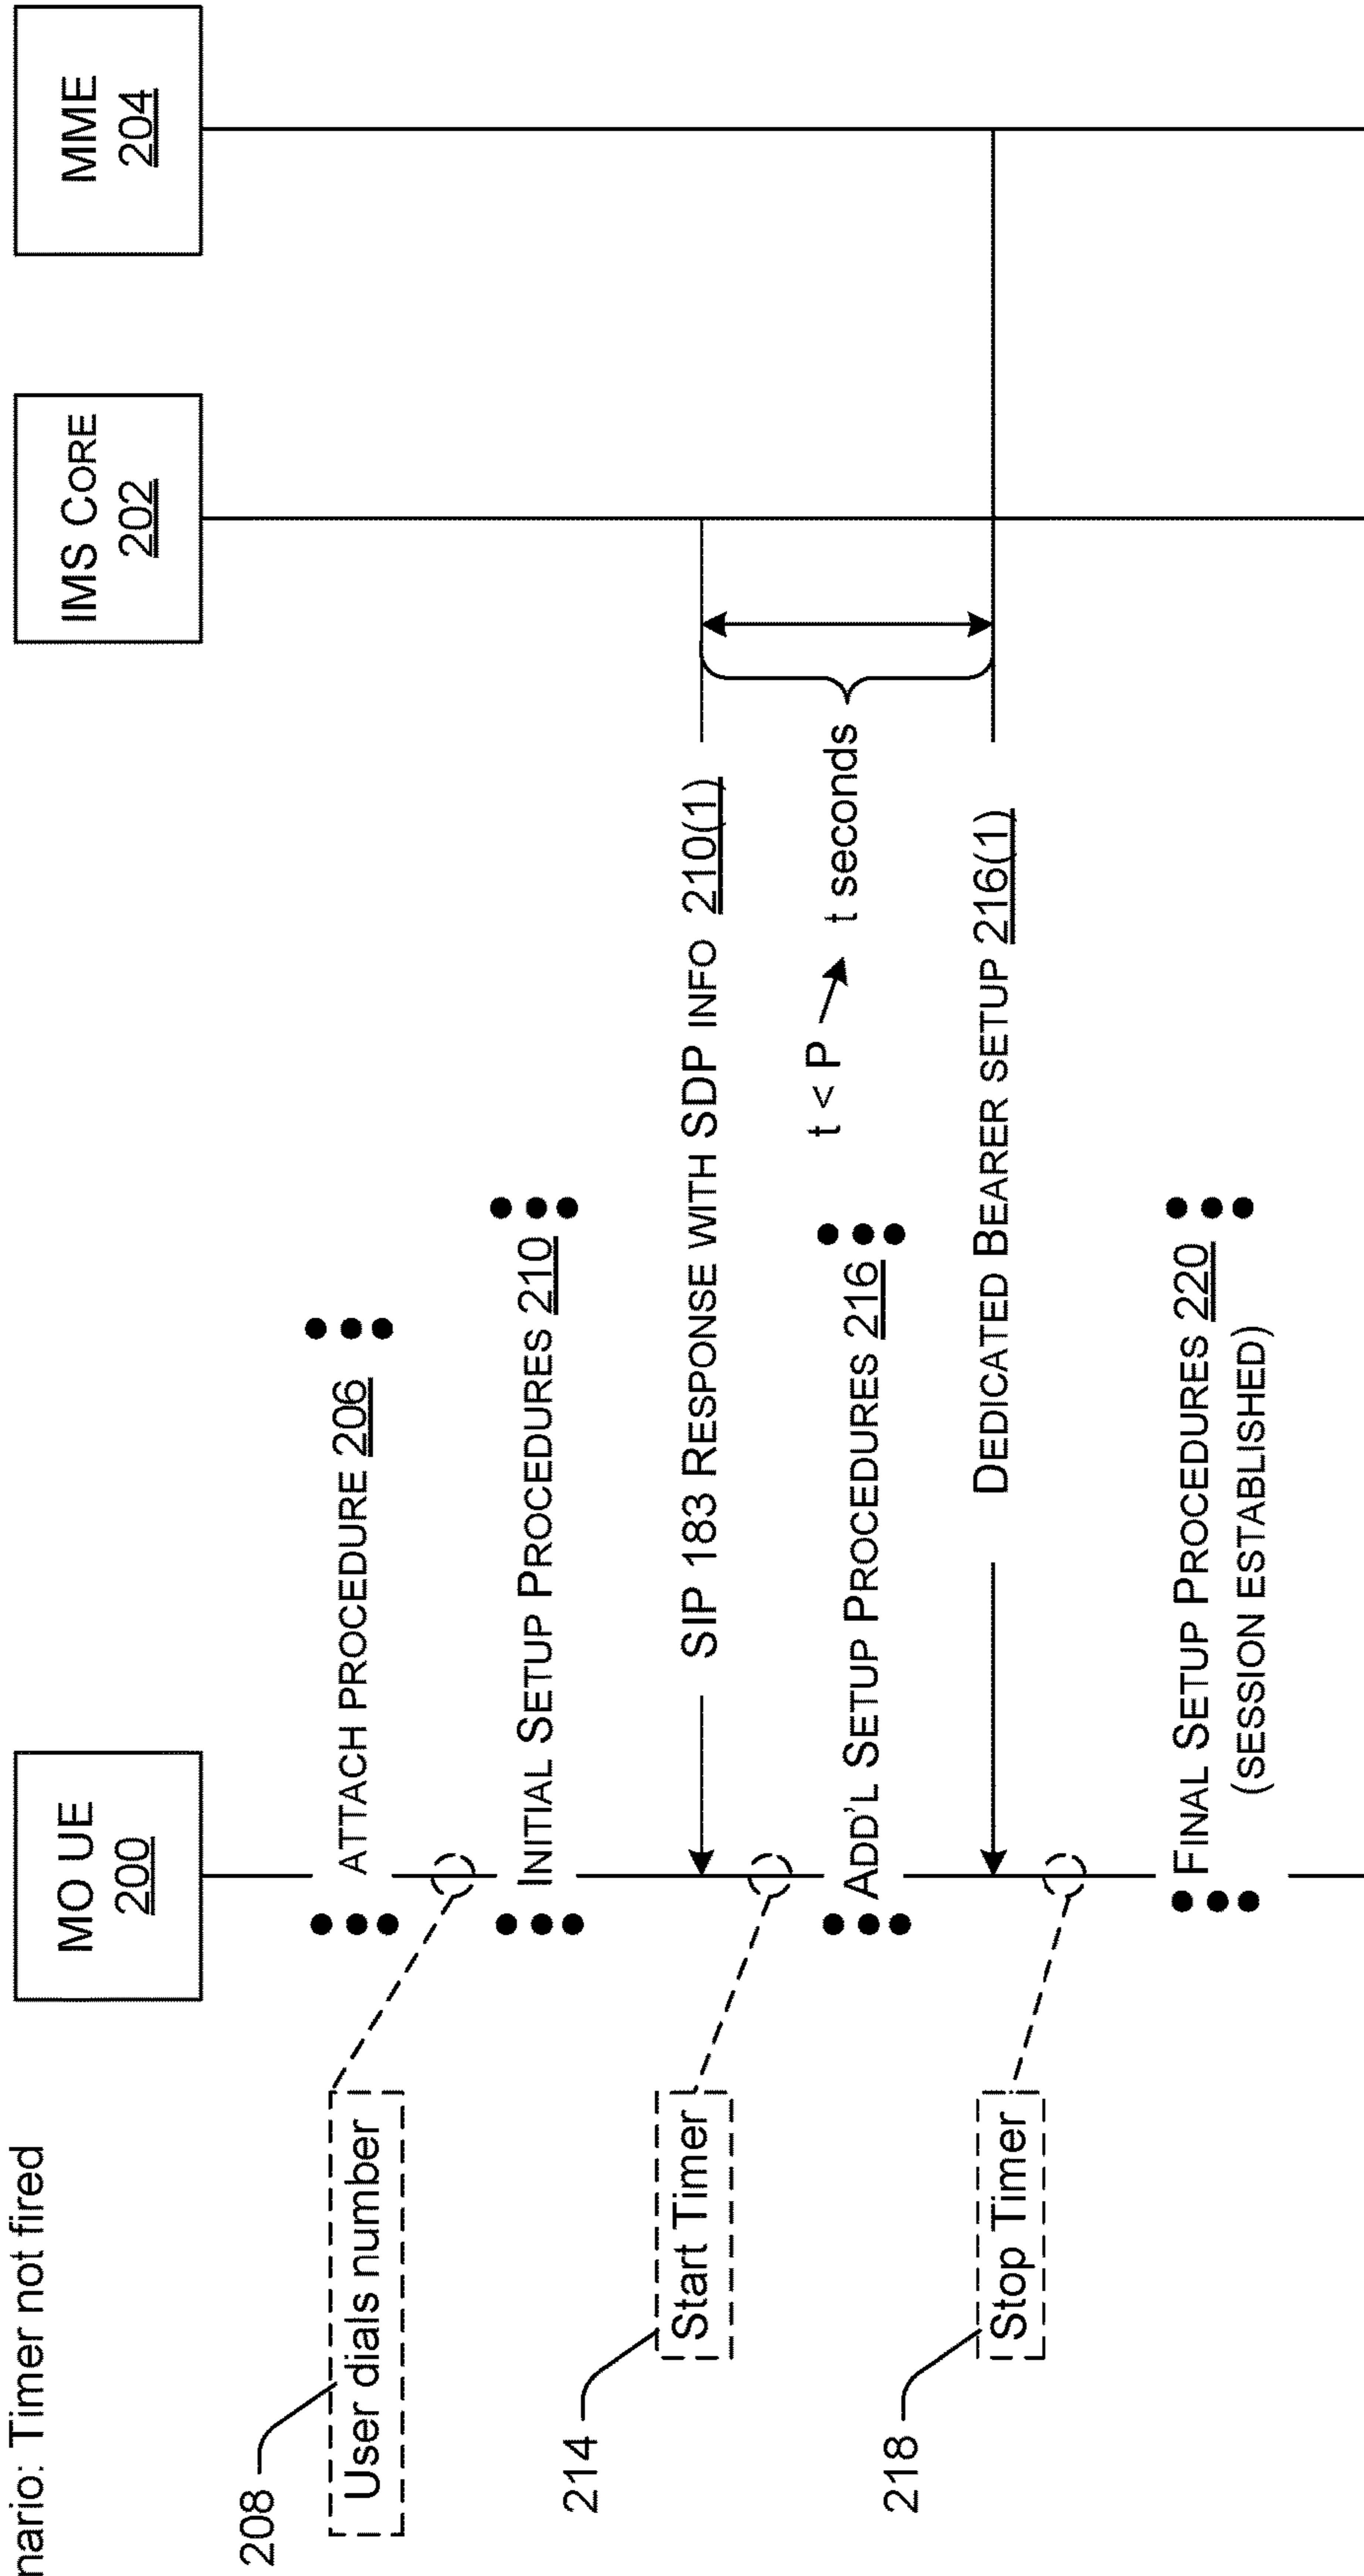 nario: Timer not fired
MO UE
200
IMS CORE
202
MME
204
ATTACH PROCEDURE 206
208
User dials number
INITIAL SETUP PROCEDURES 210
SIP 183 RESPONSE WITH SDP INFO 210(1)
214
Start Timer
t < P
t seconds
ADD'L SETUP PROCEDURES 216
DEDICATED BEARER SETUP 216(1)
218
Stop Timer
FINAL SETUP PROCEDURES 220
(SESSION ESTABLISHED)